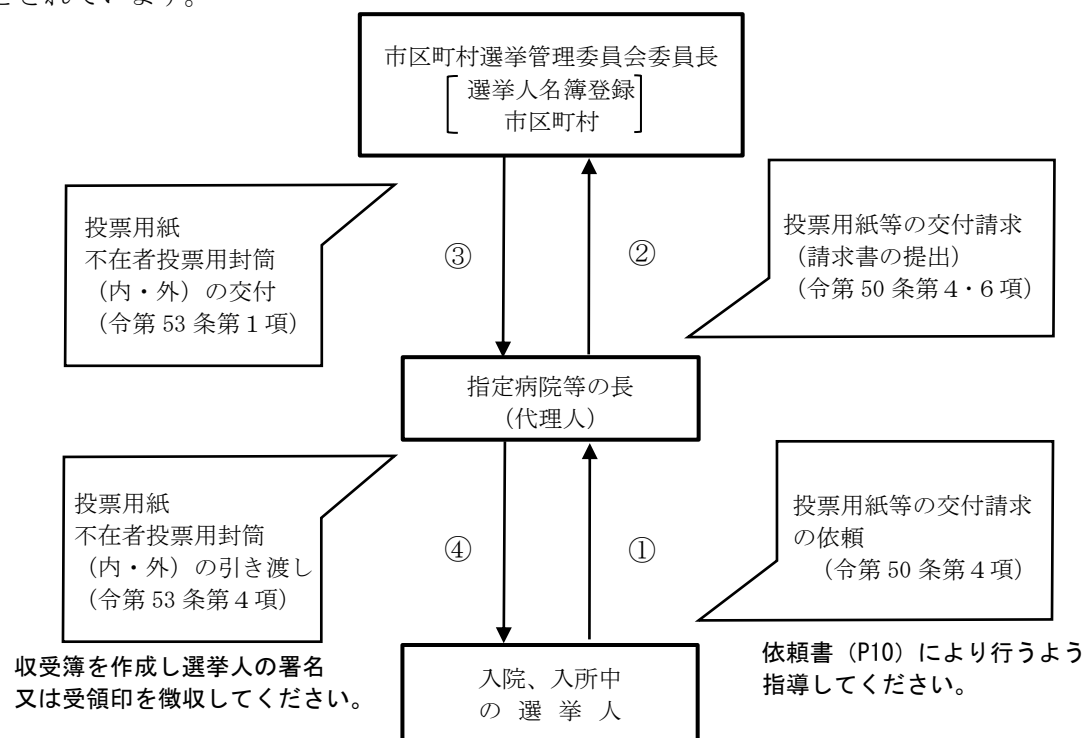 とされています。
市区町村選挙管理委員会委員長
選挙人名簿登録
市区町村
投票用紙
不在者投票用封筒
（内・外）の交付
（令第 53 条第１項）
③
②
投票用紙等の交付請求
（請求書の提出）
（令第 50 条第４・６項）
指定病院等の長
（代理人）
投票用紙
不在者投票用封筒
（内・外）の引き渡し
（令第 53 条第４項）
④
①
投票用紙等の交付請求
の依頼
（令第 50 条第４項）
収受簿を作成し選挙人の署名
又は受領印を徴収してください。
依頼書（P10）により行うよう
指導してください。
入院、入所中
の 選 挙 人